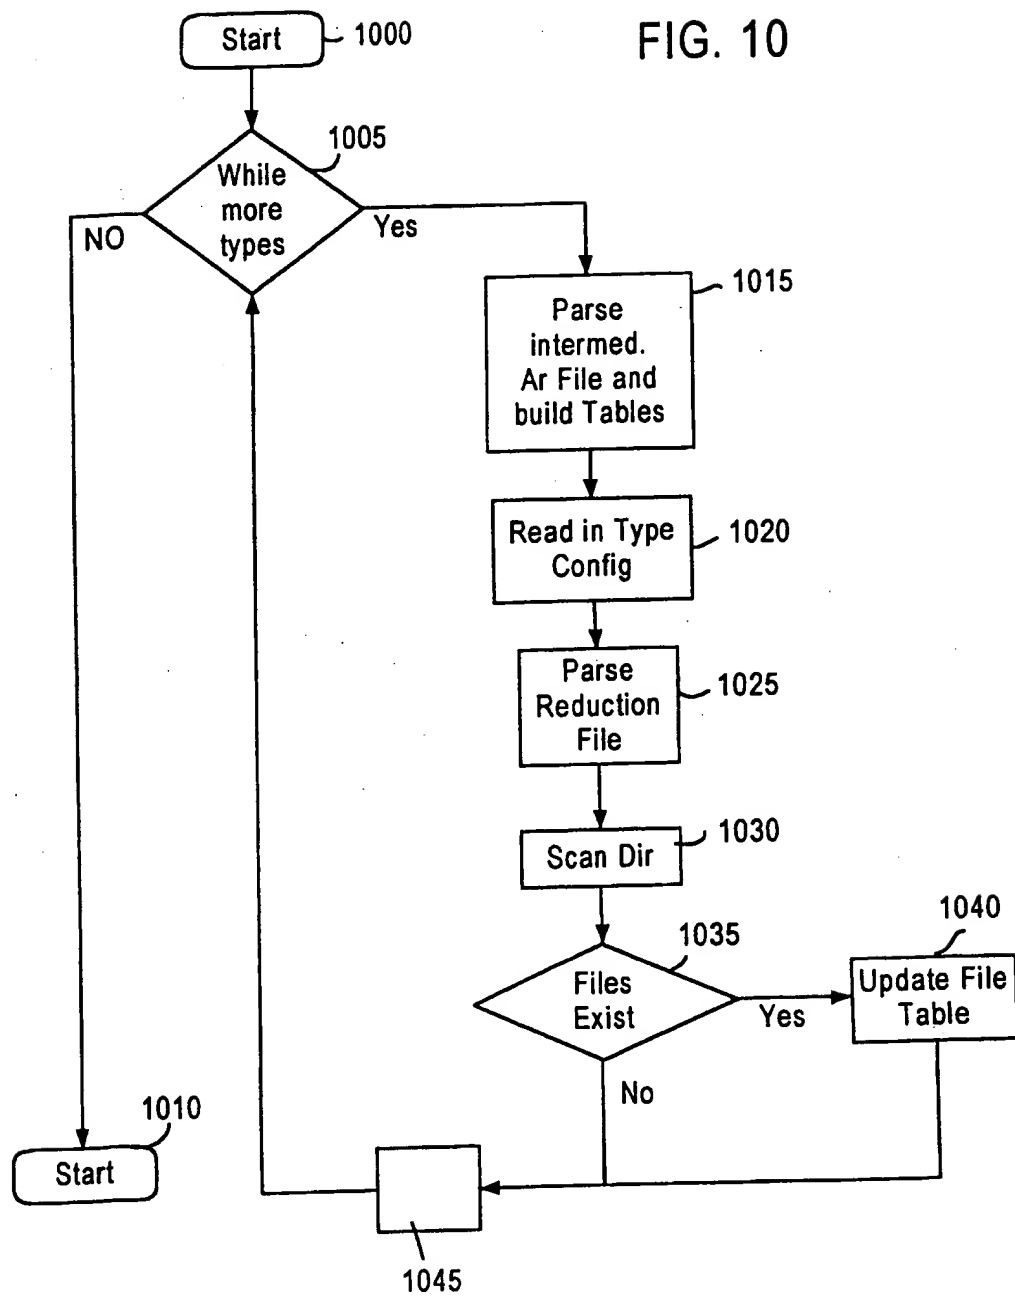 FIG. 10
Start
1000
1005
While
more
types
NO
Yes
1015
Parse
intermed.
Ar File and
build Tables
Read in Type
Config
1020
Parse
Reduction
File
1025
Scan Dir
1030
1035
Files
Exist
Yes
No
1040
Update File
Table
1010
Start
1045